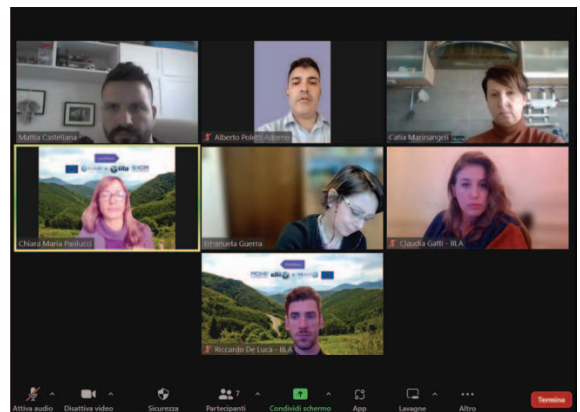 Mattia Castellana
Alberto Poletti Adorno
Catia Marinangeli
iila
Chiara Maria Paolucci
Emanuela Guerra
Claudia Gatti - IILA
Riccardo De Luca - IILA
7
Attiva audio
Disattiva video
Sicurezza
Partecipanti
Condividi schermo
App
Lavagne
Altro
Termina